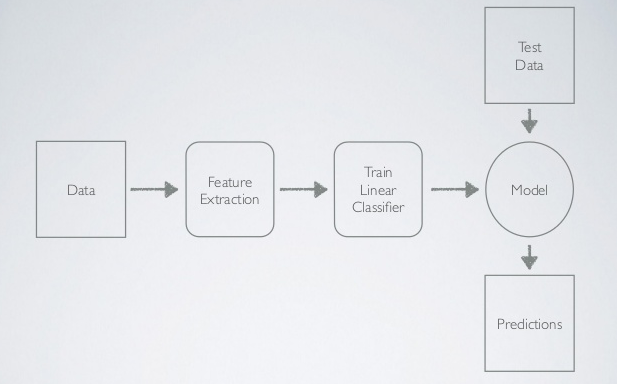 Test
Data
Data
Feature
Extraction
Train
Linear
Classifier
Model
Predictions